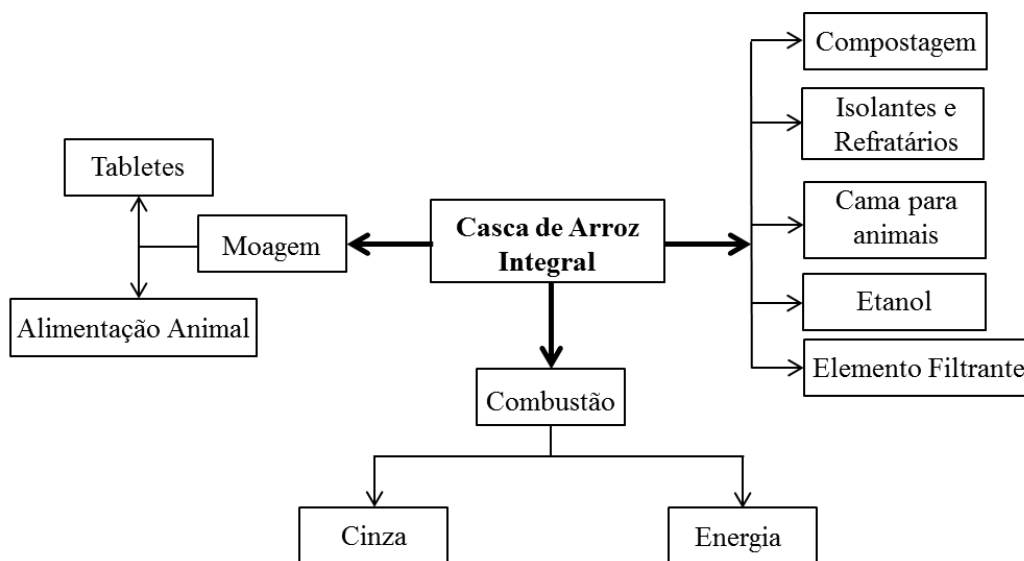 Compostagem
Isolantes e
Refratários
Tabletes
Cama para
animais
Casca de Arroz
Integral
Moagem
Etanol
Alimentação Animal
Elemento Filtrante
Combustão
Cinza
Energia